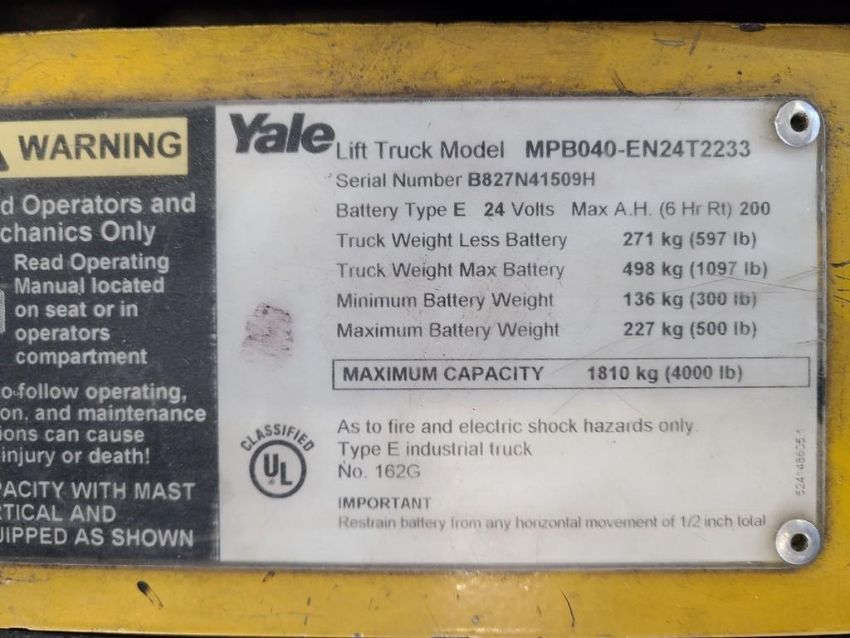 WARNING
d Operators and
chanics Only
Read Operating
Manual located
on seat or in
operators
compartment
o follow operating,
on, and maintenance
ions can cause
injury or death!
ACITY WITH MAST
TICAL AND
IPPED AS SHOWN
Yale Lift Truck Model MPB040-EN24T2233
Serial Number B827N41509H
Battery Type E 24 Volts Max A.H. (6 Hr Rt) 200
Truck Weight Less Battery 271 kg (597 lb)
Truck Weight Max Battery 498 kg (1097 lb)
Minimum Battery Weight 136 kg (300 lb)
Maximum Battery Weight 227 kg (500 lb)
MAXIMUM CAPACITY 1810 kg (4000 lb)
CLASSIFIED
UL
As to fire and electric shock hazards only.
Type E industrial truck
No. 162G
IMPORTANT
Restrain battery from any horizontal movement of 1/2 inch total